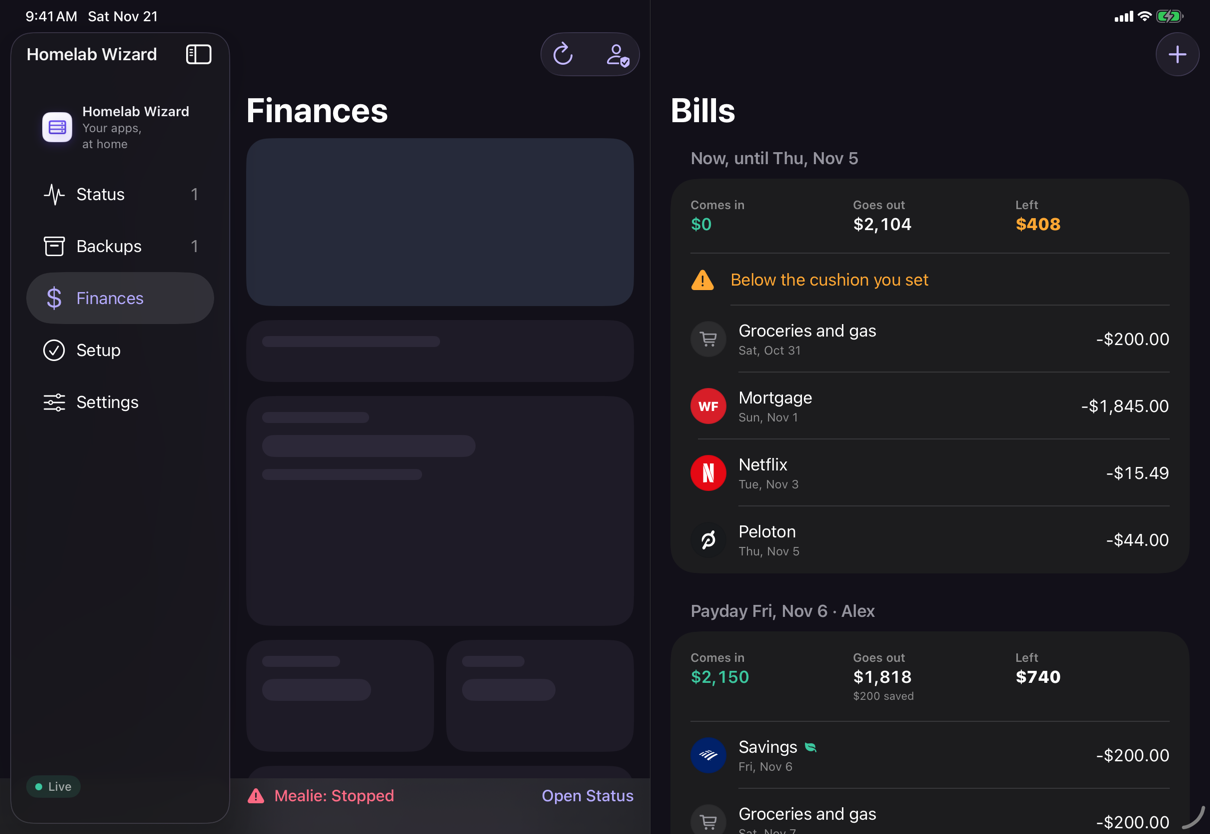 9:41 AM Sat Nov 21
Homelab Wizard
Homelab Wizard
Your apps,
at home
Status 1
Backups 1
Finances
Setup
Settings
Live
Finances
Mealie: Stopped Open Status
Bills
Now, until Thu, Nov 5
Comes in Goes out Left
$0 $2,104 $408
Below the cushion you set
Groceries and gas
Sat, Oct 31
-$200.00
WF
Mortgage
Sun, Nov 1
-$1,845.00
N
Netflix
Tue, Nov 3
-$15.49
Peloton
Thu, Nov 5
-$44.00
Payday Fri, Nov 6 · Alex
Comes in Goes out Left
$2,150 $1,818 $740
$200 saved
Savings
Fri, Nov 6
-$200.00
Groceries and gas
Sat, Nov 7
-$200.00